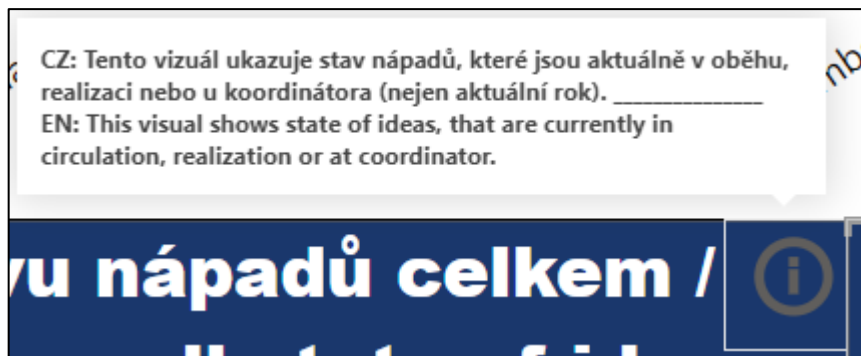 CZ: Tento vizuál ukazuje stav nápadů, které jsou aktuálně v oběhu,
realizaci nebo u koordinátora (nejen aktuální rok). _______________
EN: This visual shows state of ideas, that are currently in
circulation, realization or at coordinator.
nápadů celkem /